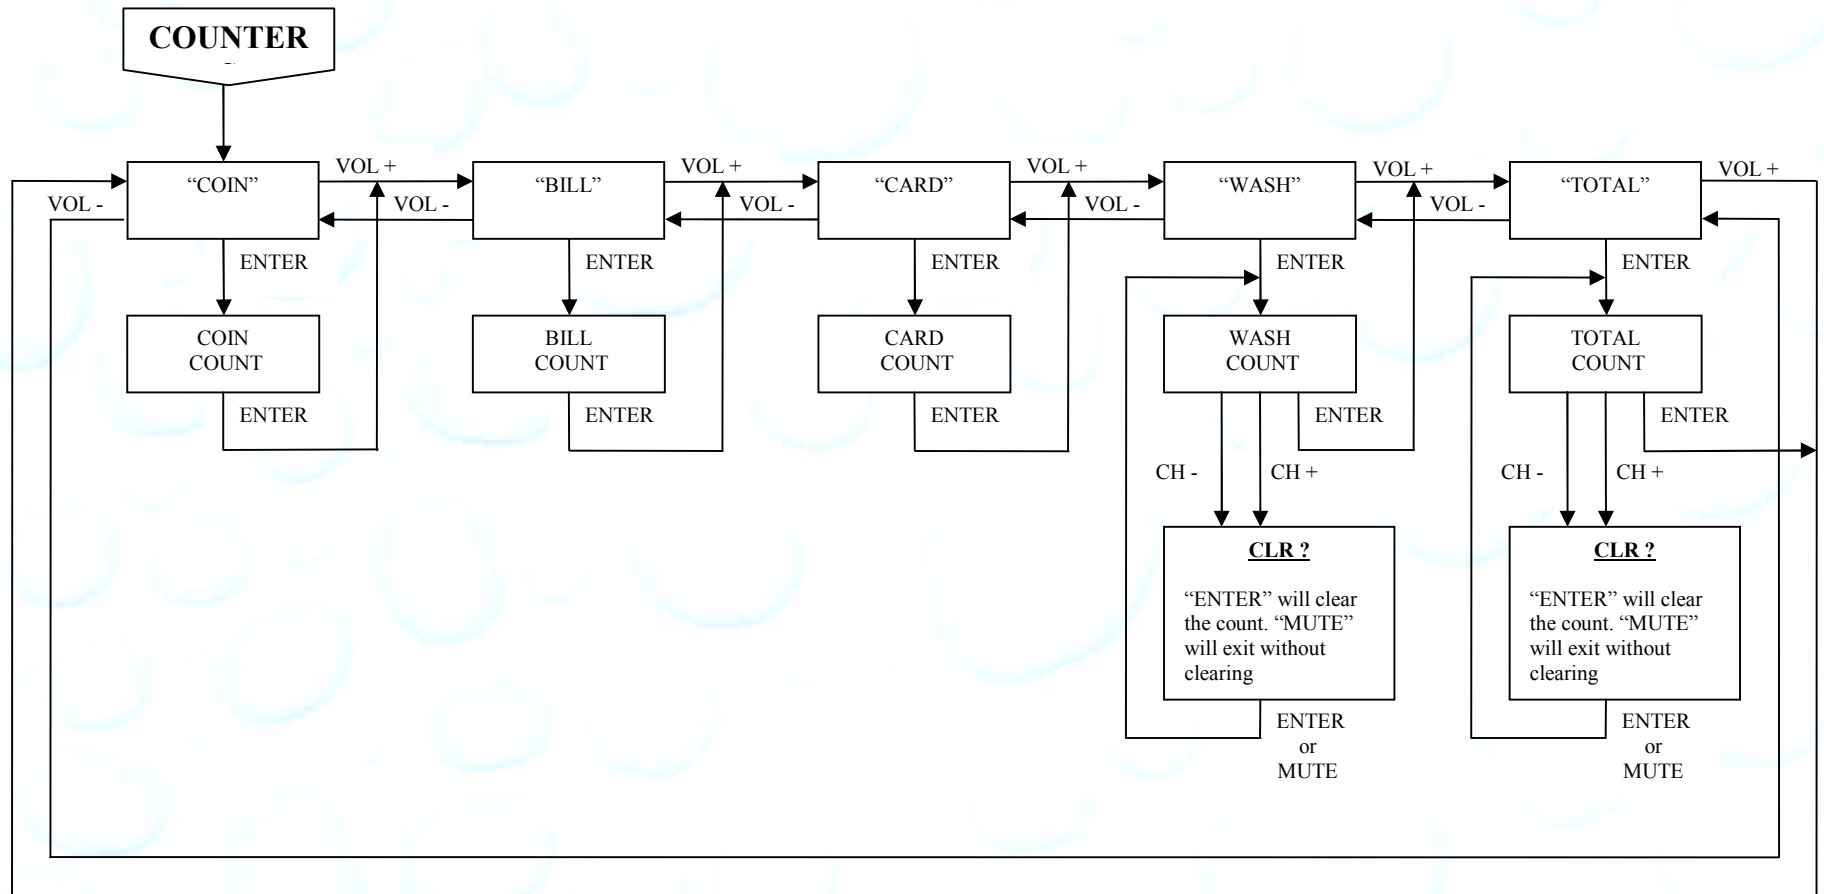 COUNTER
VOL +
VOL +
VOL +
VOL +
VOL +
“COIN”
“BILL”
“CARD”
“WASH”
“TOTAL”
VOL -
VOL -
VOL -
VOL -
VOL -
ENTER
ENTER
ENTER
ENTER
ENTER
COIN
COUNT
BILL
COUNT
CARD
COUNT
WASH
COUNT
TOTAL
COUNT
ENTER
ENTER
ENTER
ENTER
ENTER
CH -
CH +
CH -
CH +
CLR ?
“ENTER” will clear
the count. “MUTE”
will exit without
clearing
CLR ?
“ENTER” will clear
the count. “MUTE”
will exit without
clearing
ENTER
or
MUTE
ENTER
or
MUTE